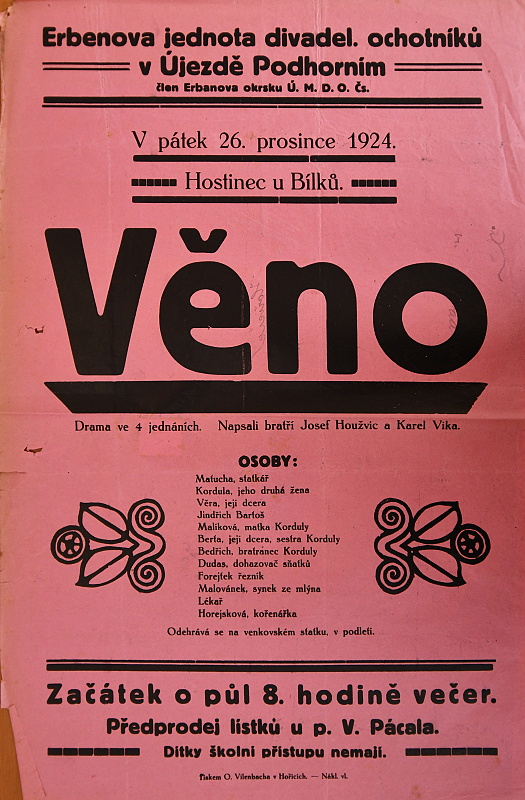 Erbenova jednota divadel. ochotníků
v Újezdě Podhorním
člen Erbanova okrsku Ú. M. D. O. Čs.
V pátek 26. prosince 1924.
Hostinec u Bílků.
Věno
Drama ve 4 jednáních. Napsali bratří Josef Houžvic a Karel Vika.
OSOBY:
Matucha, statkář
Kordula, jeho druhá žena
Věra, její dcera
Jindřich Bartoš
Malíková, matka Korduly
Berta, její dcera, sestra Korduly
Bedřich, bratranec Korduly
Dudas, dohazovač sňatků
Forejtek řezník
Malovánek, synek ze mlýna
Lékař
Horejsková, kořenářka
Odehrává se na venkovském statku, v podletí.
Začátek o půl 8. hodině večer.
Předprodej lístků u p. V. Pácala.
Dítky školní přístupu nemají.
Tiskem O. Vilenbacha v Hořicích. — Nákl. vl.